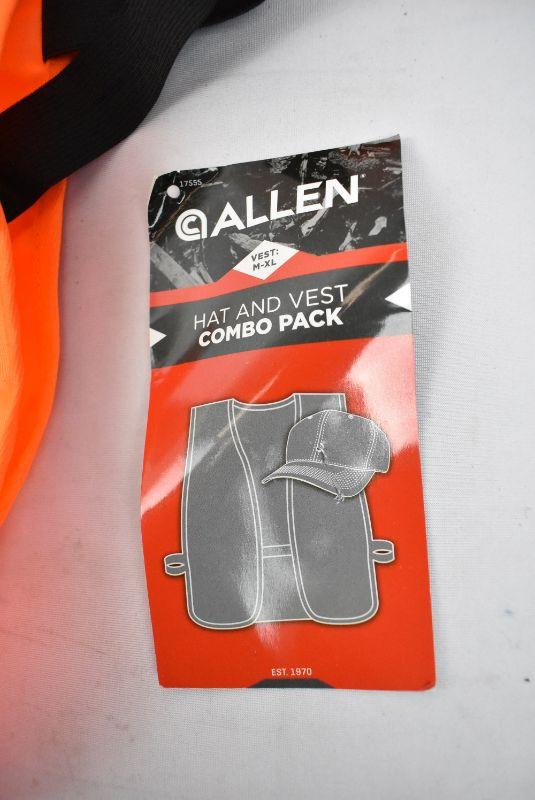 17555
ALLEN
VEST:
M-XL
HAT AND VEST
COMBO PACK
EST. 1970